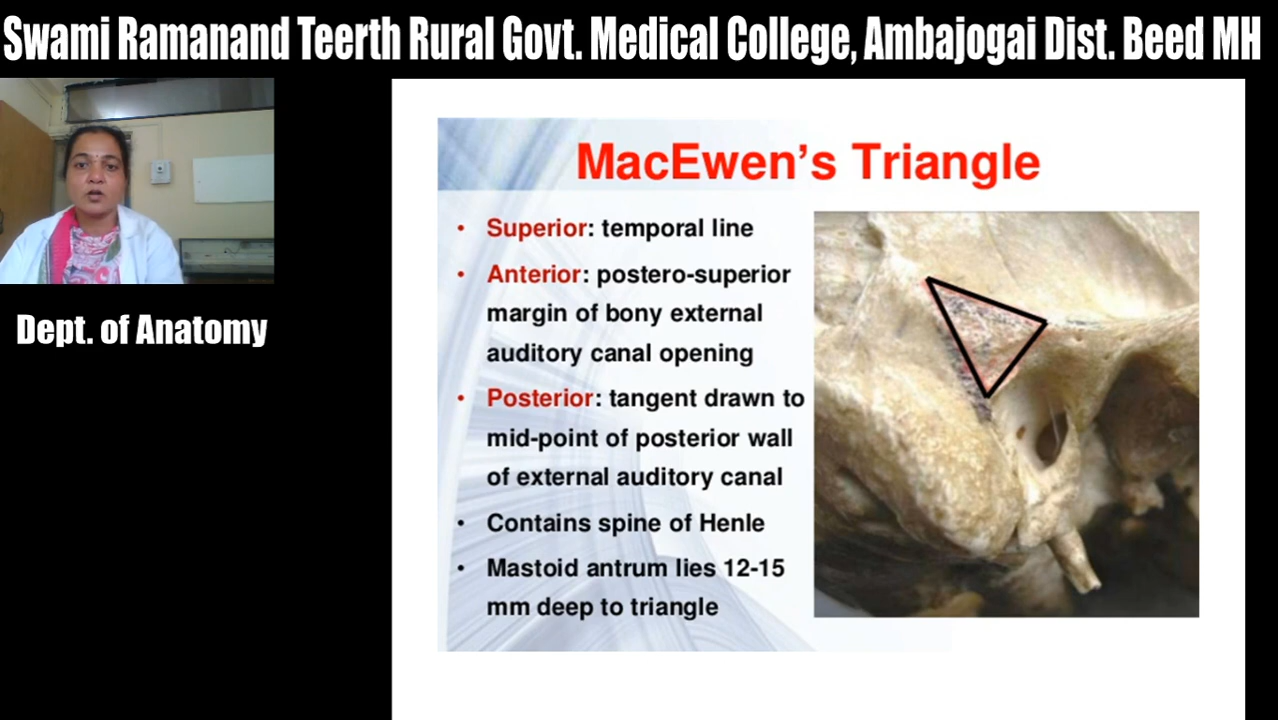 Swami Ramanand Teerth Rural Govt. Medical College, Ambajogai Dist. Beed MH
Dept. of Anatomy
MacEwen's Triangle
• Superior: temporal line
• Anterior: postero-superior
margin of bony external
auditory canal opening
• Posterior: tangent drawn to
mid-point of posterior wall
of external auditory canal
• Contains spine of Henle
• Mastoid antrum lies 12-15
mm deep to triangle